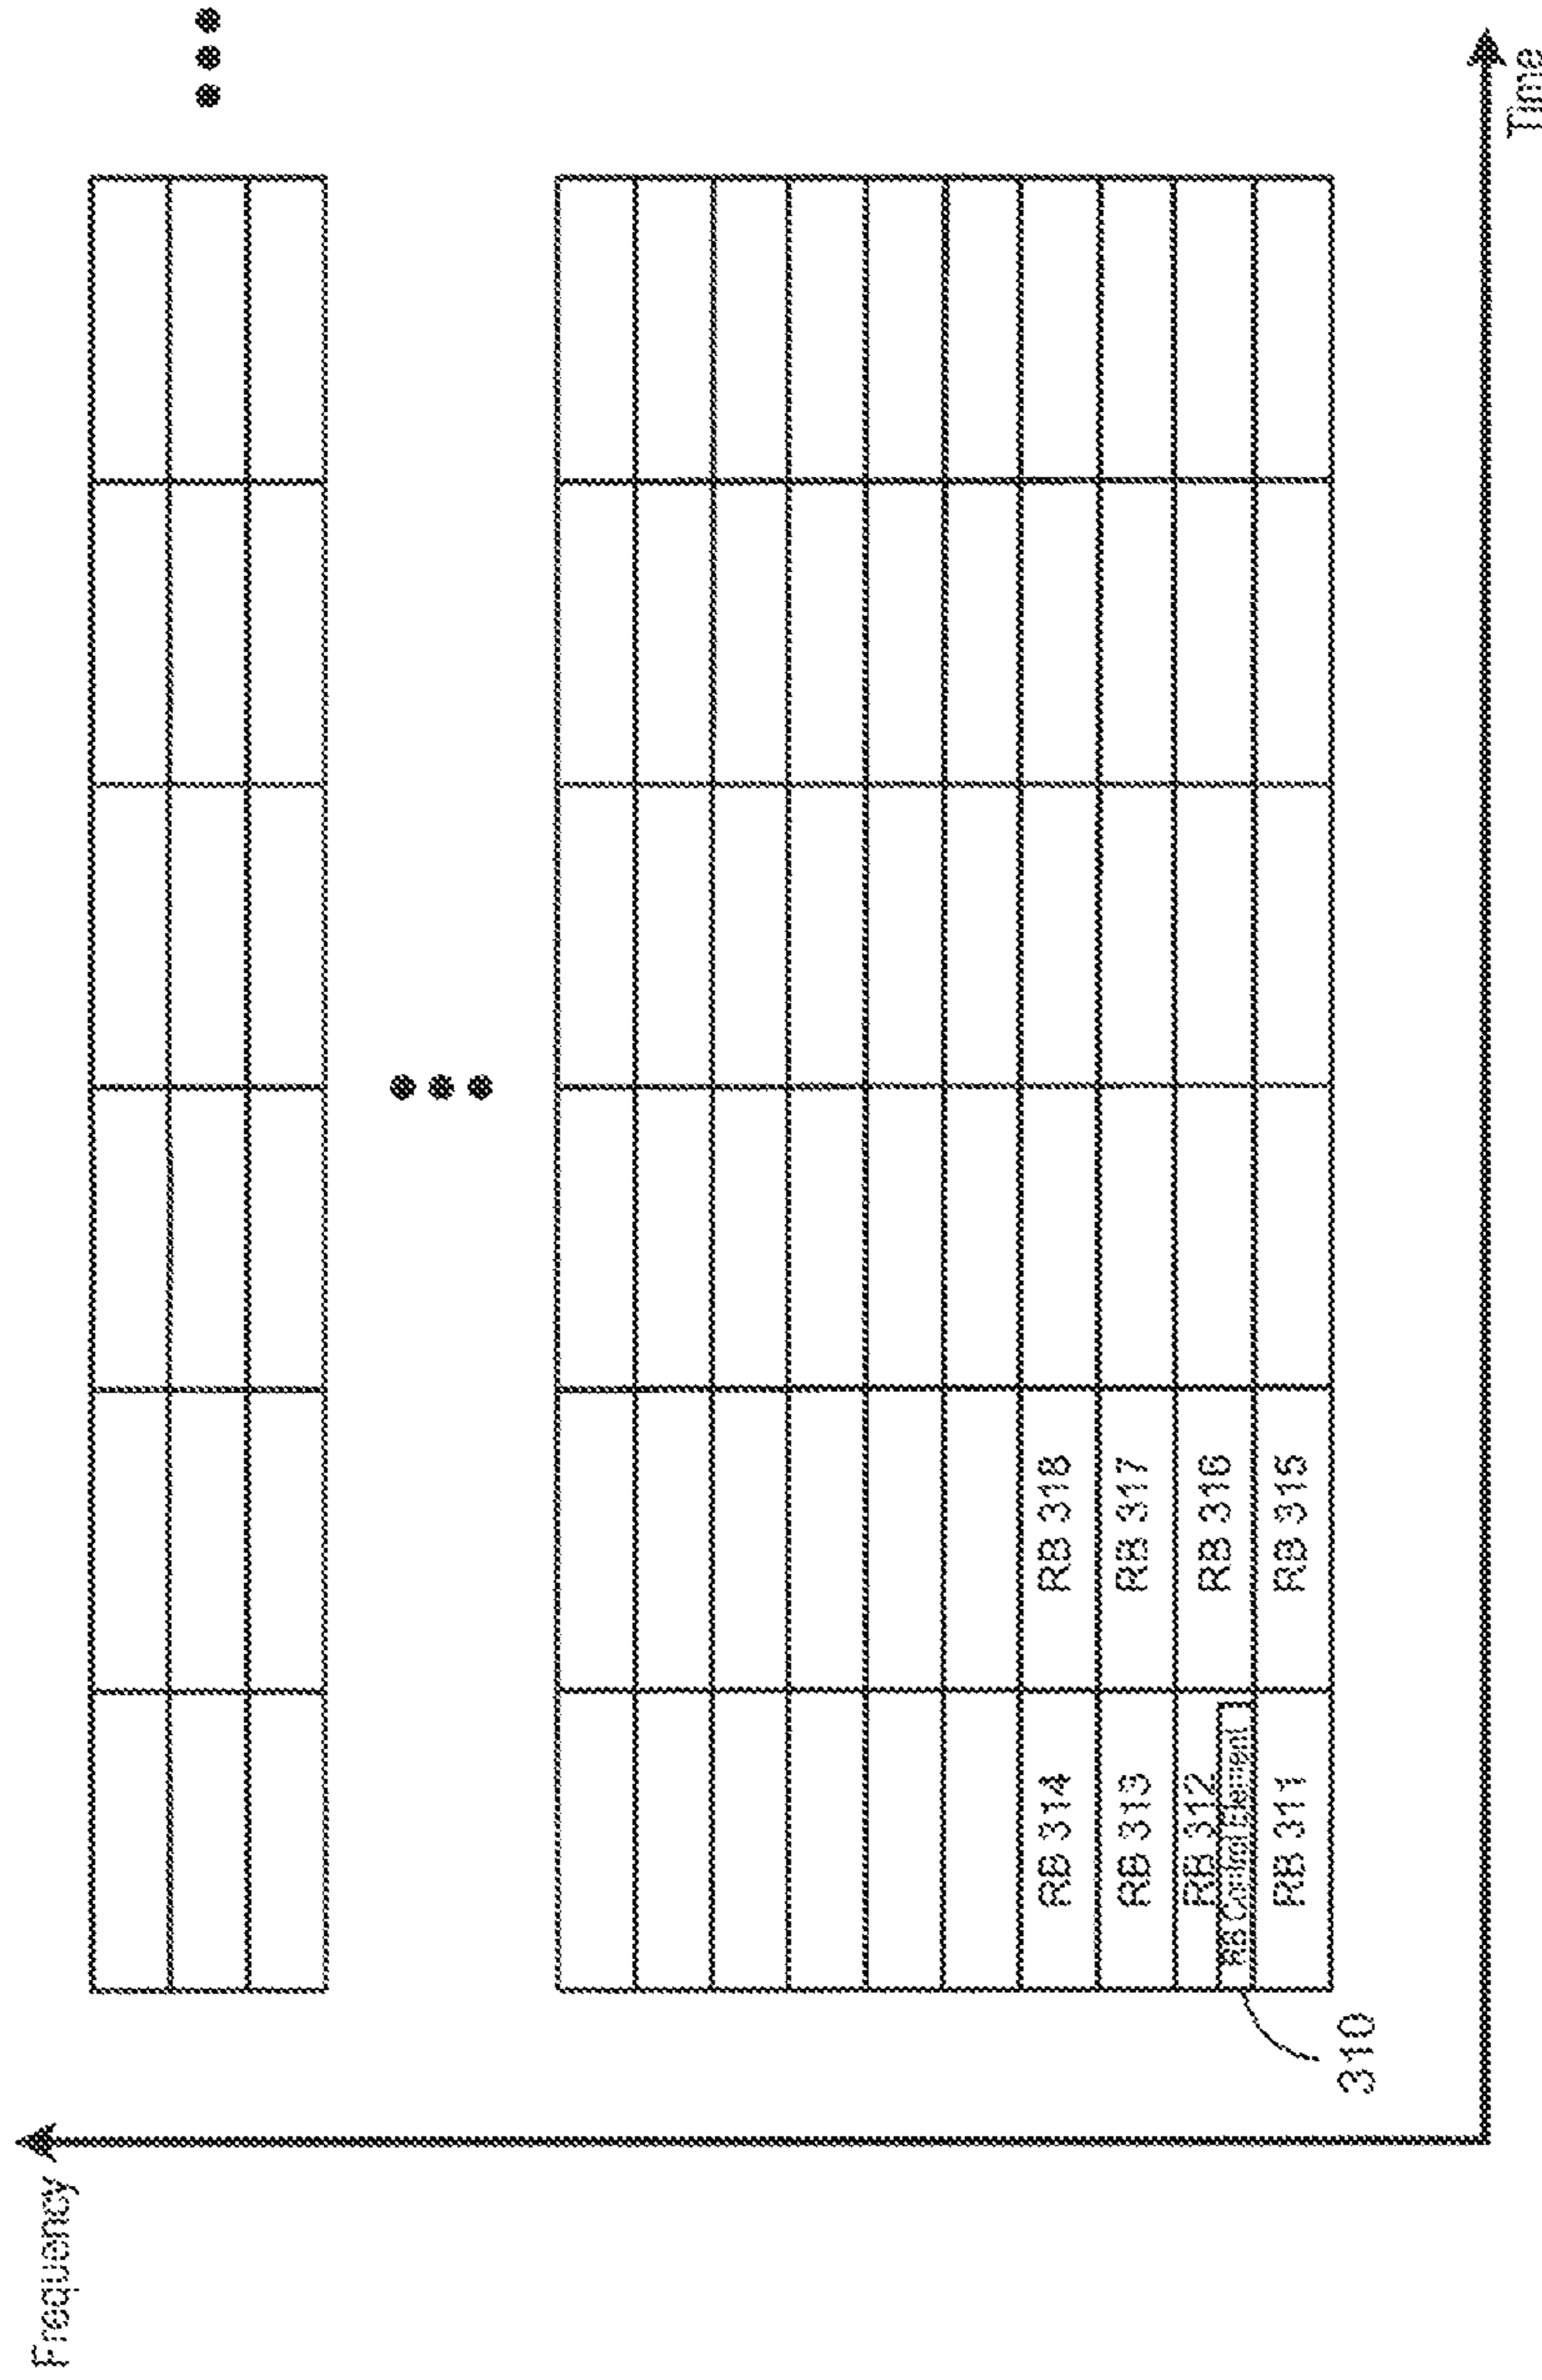 Frequency
RB 314
RB 318
RB 313
RB 317
RB 312
RB 316
RB Control Element
RB 311
RB 315
310
Time